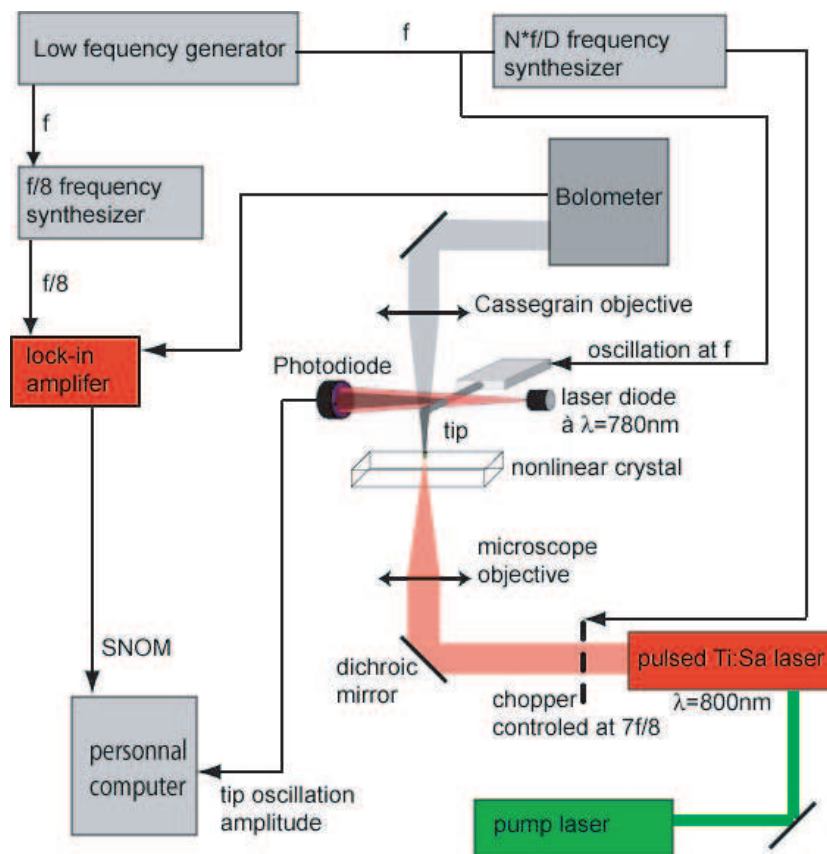 Low fequency generator
f
N*f/D frequency
synthesizer
f
f/8 frequency
synthesizer
Bolometer
f/8
Cassegrain objective
lock-in
amplifer
oscillation at f
Photodiode
laser diode
à λ=780nm
tip
nonlinear crystal
microscope
objective
SNOM
dichroic
mirror
pulsed Ti:Sa laser
λ=800nm
chopper
controled at 7f/8
personnal
computer
tip oscillation
amplitude
pump laser